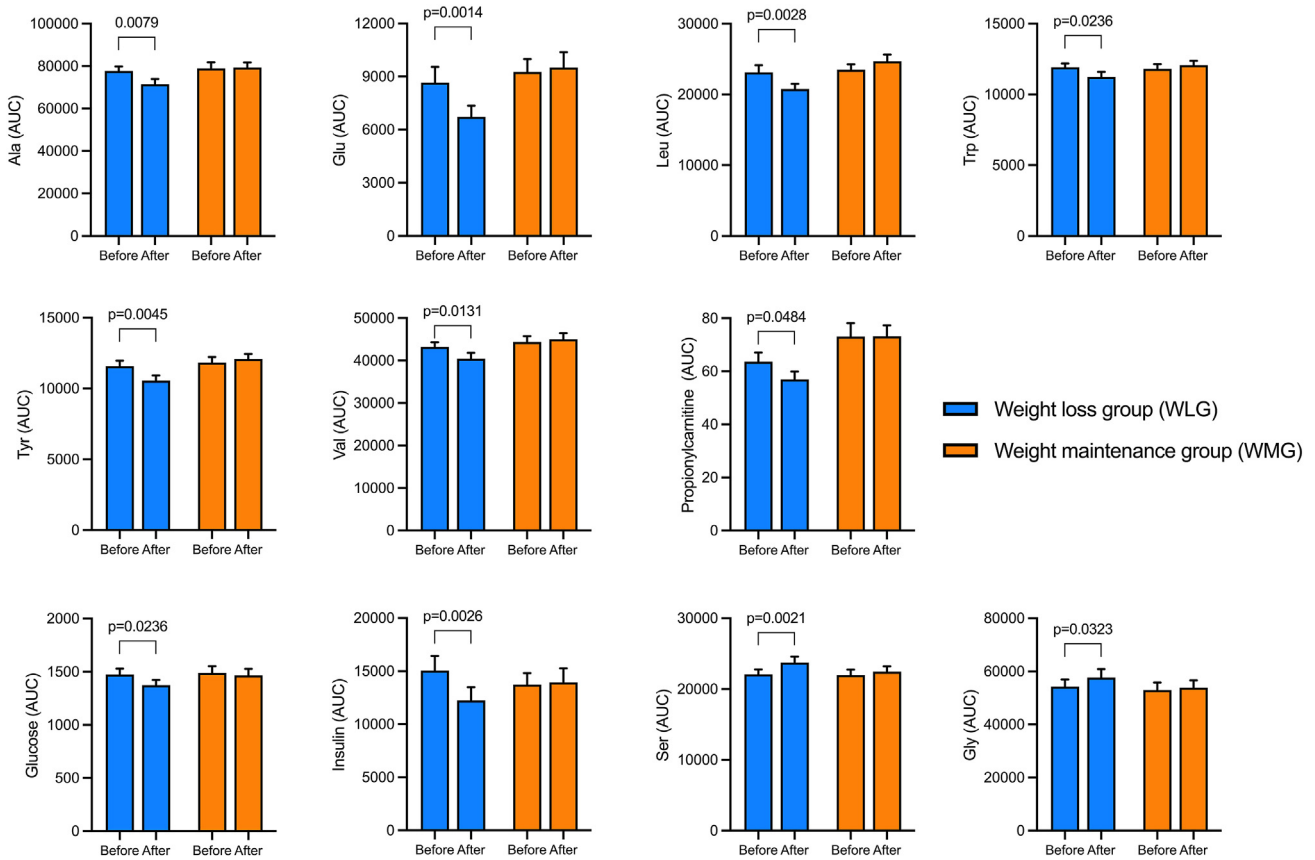 0.0079
100000
80000
60000
40000
20000
0
Ala (AUC)
Before After Before After
p=0.0014
12000
9000
6000
3000
0
Glu (AUC)
Before After Before After
p=0.0028
30000
20000
10000
0
Leu (AUC)
Before After Before After
p=0.0236
15000
10000
5000
0
Trp (AUC)
Before After Before After
p=0.0045
15000
10000
5000
0
Tyr (AUC)
Before After Before After
p=0.0131
50000
40000
30000
20000
10000
0
Val (AUC)
Before After Before After
p=0.0484
80
60
40
20
0
Propionylcarnitine (AUC)
Before After Before After
Weight loss group (WLG)
Weight maintenance group (WMG)
p=0.0236
2000
1500
1000
500
0
Glucose (AUC)
Before After Before After
p=0.0026
20000
15000
10000
5000
0
Insulin (AUC)
Before After Before After
p=0.0021
30000
20000
10000
0
Ser (AUC)
Before After Before After
p=0.0323
80000
60000
40000
20000
0
Gly (AUC)
Before After Before After